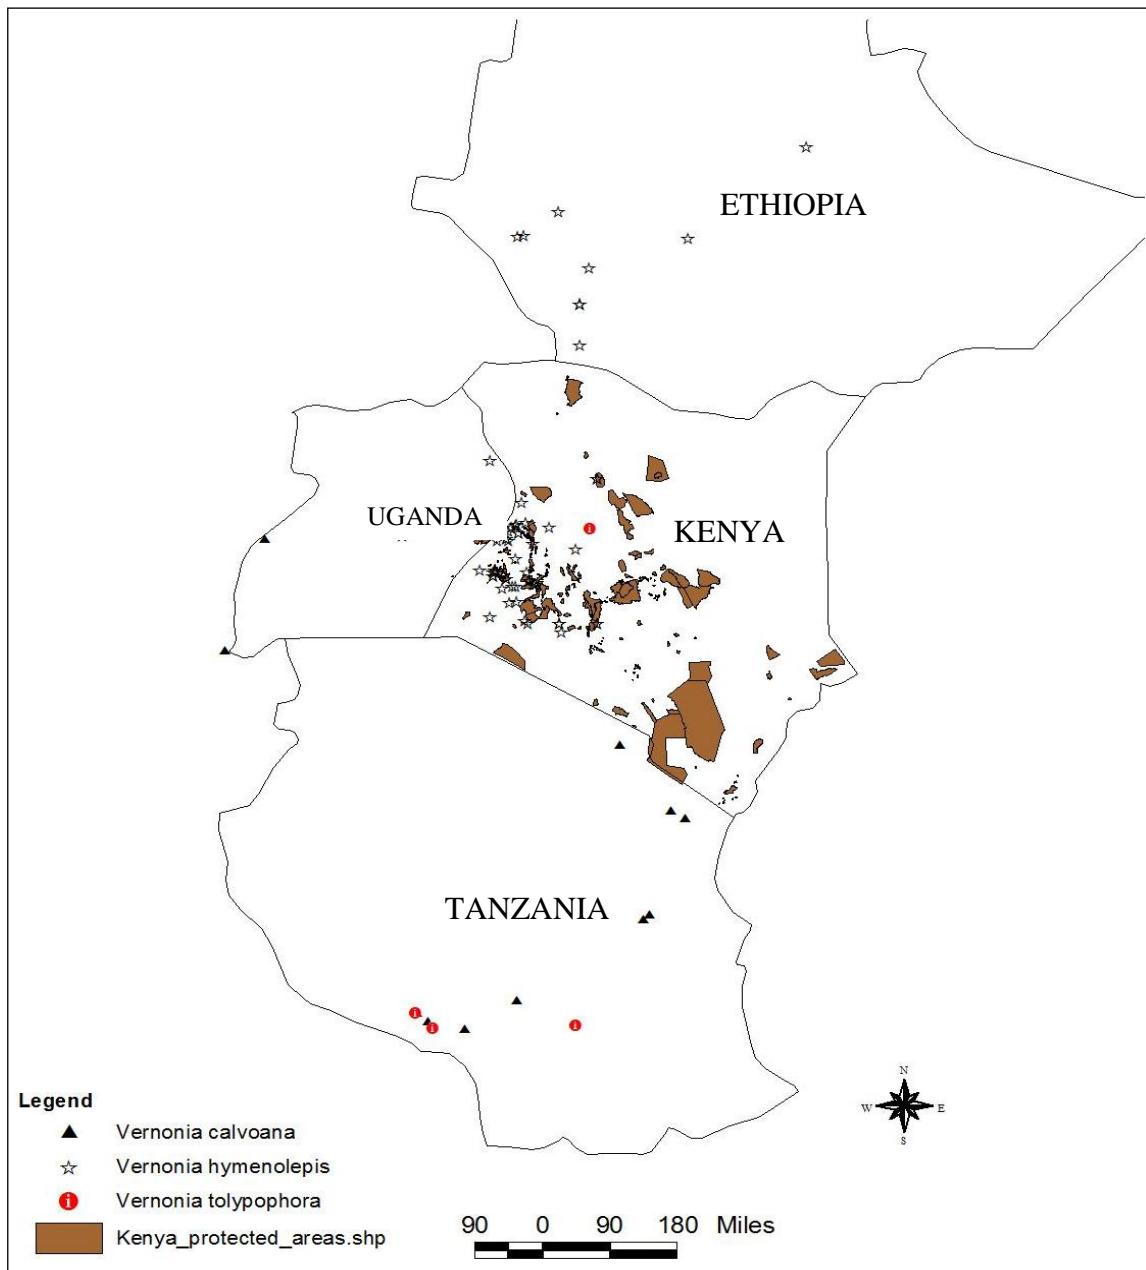 ETHIOPIA
UGANDA
KENYA
TANZANIA
N
W E
S
Legend
Vernonia calvoana
Vernonia hymenolepis
i Vernonia tolypophora
Kenya_protected_areas.shp
90 0 90 180 Miles